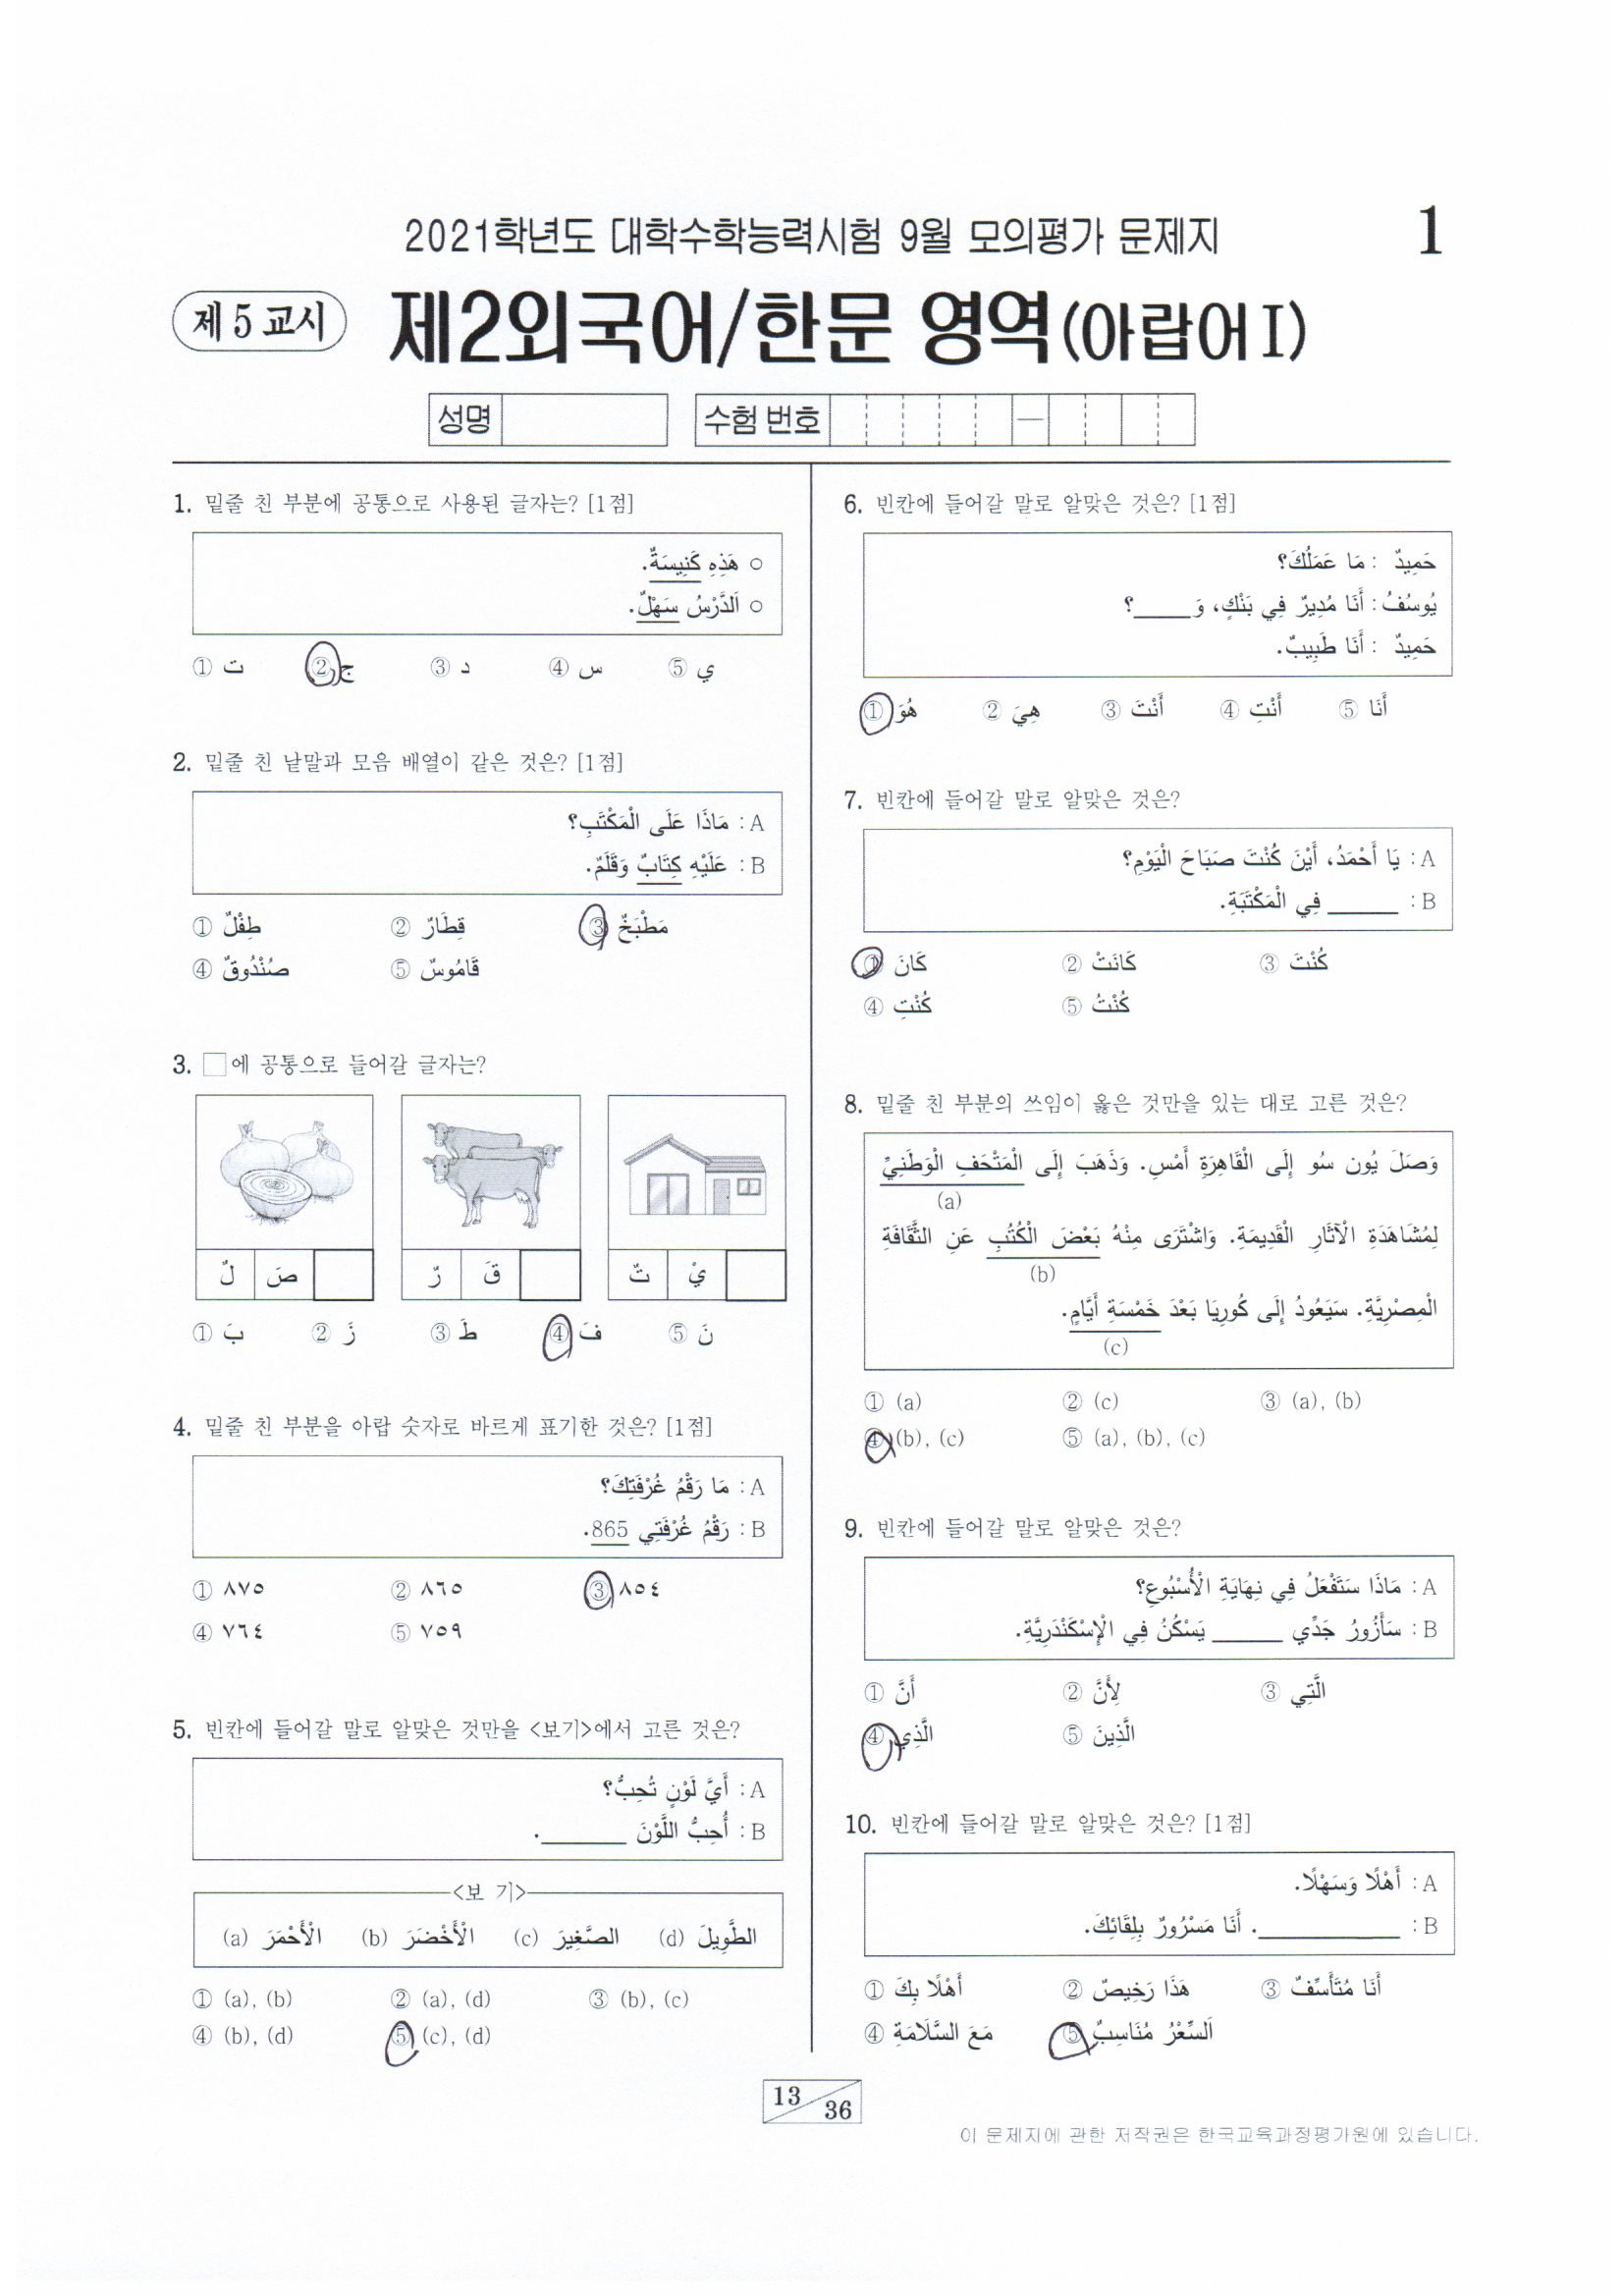 2021학년도 대학수학능력시험 9월 모의평가 문제지
1
제 5 교시
제2외국어/한문 영역(아랍어Ⅰ)
성명
수험 번호
—
1. 밑줄 친 부분에 공통으로 사용된 글자는? [1점]
○ هَذِهِ كَنِيسَةٌ.
○ اَلدَّرْسُ سَهْلٌ.
① ت ② ج ③ د ④ س ⑤ ي
2. 밑줄 친 낱말과 모음 배열이 같은 것은? [1점]
A : مَاذَا عَلَى الْمَكْتَبِ؟
B : عَلَيْهِ كِتَابٌ وَقَلَمٌ.
① طِفْلٌ ② قِطَارٌ ③ مَطْبَخٌ
④ صُنْدُوقٌ ⑤ قَامُوسٌ
3. □에 공통으로 들어갈 글자는?
صَ لٌ
قَ رٌ
يْ تٌ
① بَ ② زَ ③ طَ ④ فَ ⑤ نَ
4. 밑줄 친 부분을 아랍 숫자로 바르게 표기한 것은? [1점]
A : مَا رَقْمُ غُرْفَتِكَ؟
B : رَقْمُ غُرْفَتِي 865.
① ٨٧٥ ② ٨٦٥ ③ ٨٥٤
④ ٧٦٤ ⑤ ٧٥٩
5. 빈칸에 들어갈 말로 알맞은 것만을 <보기>에서 고른 것은?
A : أَيَّ لَوْنٍ تُحِبُّ؟
B : أُحِبُّ اللَّوْنَ ______.
<보 기>
(a) الْأَحْمَرَ (b) الْأَخْضَرَ (c) الصَّغِيرَ (d) الطَّوِيلَ
① (a), (b) ② (a), (d) ③ (b), (c)
④ (b), (d) ⑤ (c), (d)
6. 빈칸에 들어갈 말로 알맞은 것은? [1점]
حَمِيدٌ : مَا عَمَلُكَ؟
يُوسُفُ : أَنَا مُدِيرٌ فِي بَنْكٍ، وَ____؟
حَمِيدٌ : أَنَا طَبِيبٌ.
① هُوَ ② هِيَ ③ أَنْتَ ④ أَنْتِ ⑤ أَنَا
7. 빈칸에 들어갈 말로 알맞은 것은?
A : يَا أَحْمَدُ، أَيْنَ كُنْتَ صَبَاحَ الْيَوْمِ؟
B : _____ فِي الْمَكْتَبَةِ.
① كَانَ ② كَانَتْ ③ كُنْتَ
④ كُنْتِ ⑤ كُنْتُ
8. 밑줄 친 부분의 쓰임이 옳은 것만을 있는 대로 고른 것은?
وَصَلَ يُون سُو إِلَى الْقَاهِرَةِ أَمْسِ. وَذَهَبَ إِلَى الْمَتْحَفِ الْوَطَنِيِّ
(a)
لِمُشَاهَدَةِ الْآثَارِ الْقَدِيمَةِ. وَاشْتَرَى مِنْهُ بَعْضَ الْكُتُبِ عَنِ الثَّقَافَةِ
(b)
الْمِصْرِيَّةِ. سَيَعُودُ إِلَى كُورِيَا بَعْدَ خَمْسَةِ أَيَّامٍ.
(c)
① (a) ② (c) ③ (a), (b)
④ (b), (c) ⑤ (a), (b), (c)
9. 빈칸에 들어갈 말로 알맞은 것은?
A : مَاذَا سَتَفْعَلُ فِي نِهَايَةِ الْأُسْبُوعِ؟
B : سَأَزُورُ جَدِّي _____ يَسْكُنُ فِي الْإِسْكَنْدَرِيَّةِ.
① أَنَّ ② لِأَنَّ ③ الَّتِي
④ الَّذِي ⑤ الَّذِينَ
10. 빈칸에 들어갈 말로 알맞은 것은? [1점]
A : أَهْلًا وَسَهْلًا.
B : __________. أَنَا مَسْرُورٌ بِلِقَائِكَ.
① أَهْلًا بِكَ ② هَذَا رَخِيصٌ ③ أَنَا مُتَأَسِّفٌ
④ مَعَ السَّلَامَةِ ⑤ اَلسِّعْرُ مُنَاسِبٌ
13 36
이 문제지에 관한 저작권은 한국교육과정평가원에 있습니다.